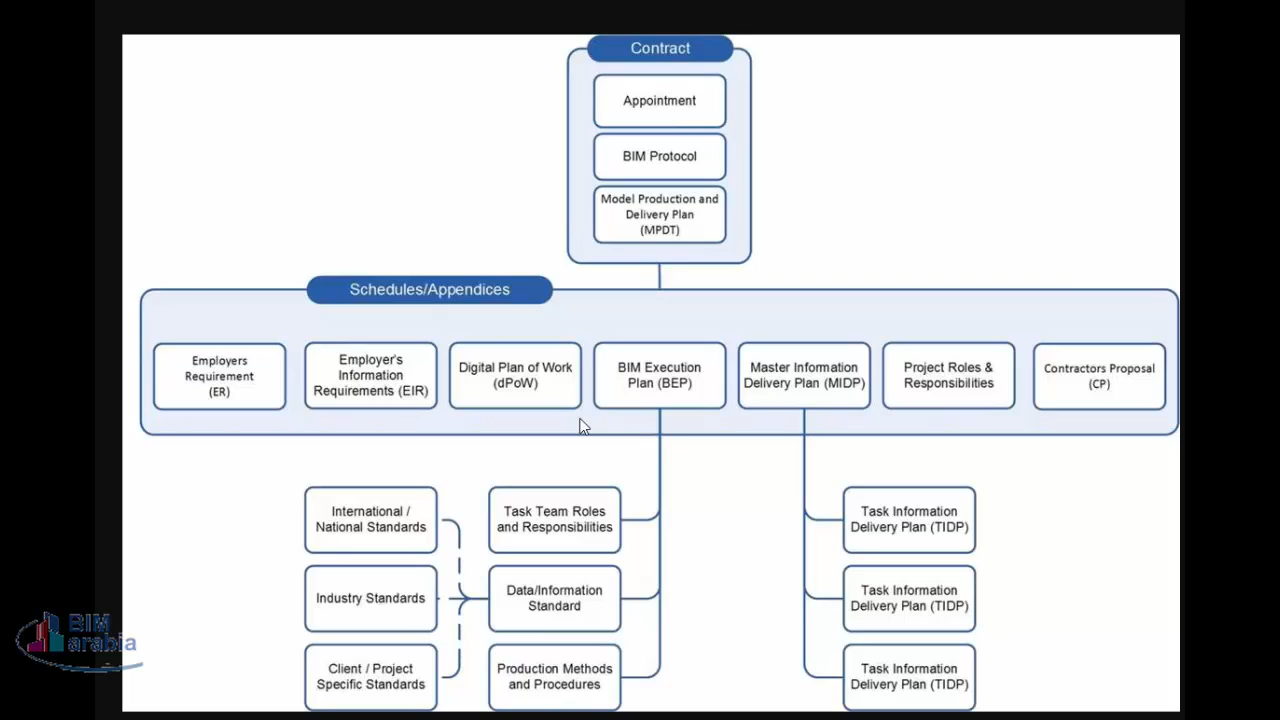 Contract
Appointment
BIM Protocol
Model Production and
Delivery Plan
(MPDT)
Schedules/Appendices
Employers
Requirement
(ER)
Employer's
Information
Requirements (EIR)
Digital Plan of Work
(dPoW)
BIM Execution
Plan (BEP)
Master Information
Delivery Plan (MIDP)
Project Roles &
Responsibilities
Contractors Proposal
(CP)
International /
National Standards
Task Team Roles
and Responsibilities
Task Information
Delivery Plan (TIDP)
Industry Standards
Data/Information
Standard
Task Information
Delivery Plan (TIDP)
Client / Project
Specific Standards
Production Methods
and Procedures
Task Information
Delivery Plan (TIDP)
BIM
arabia